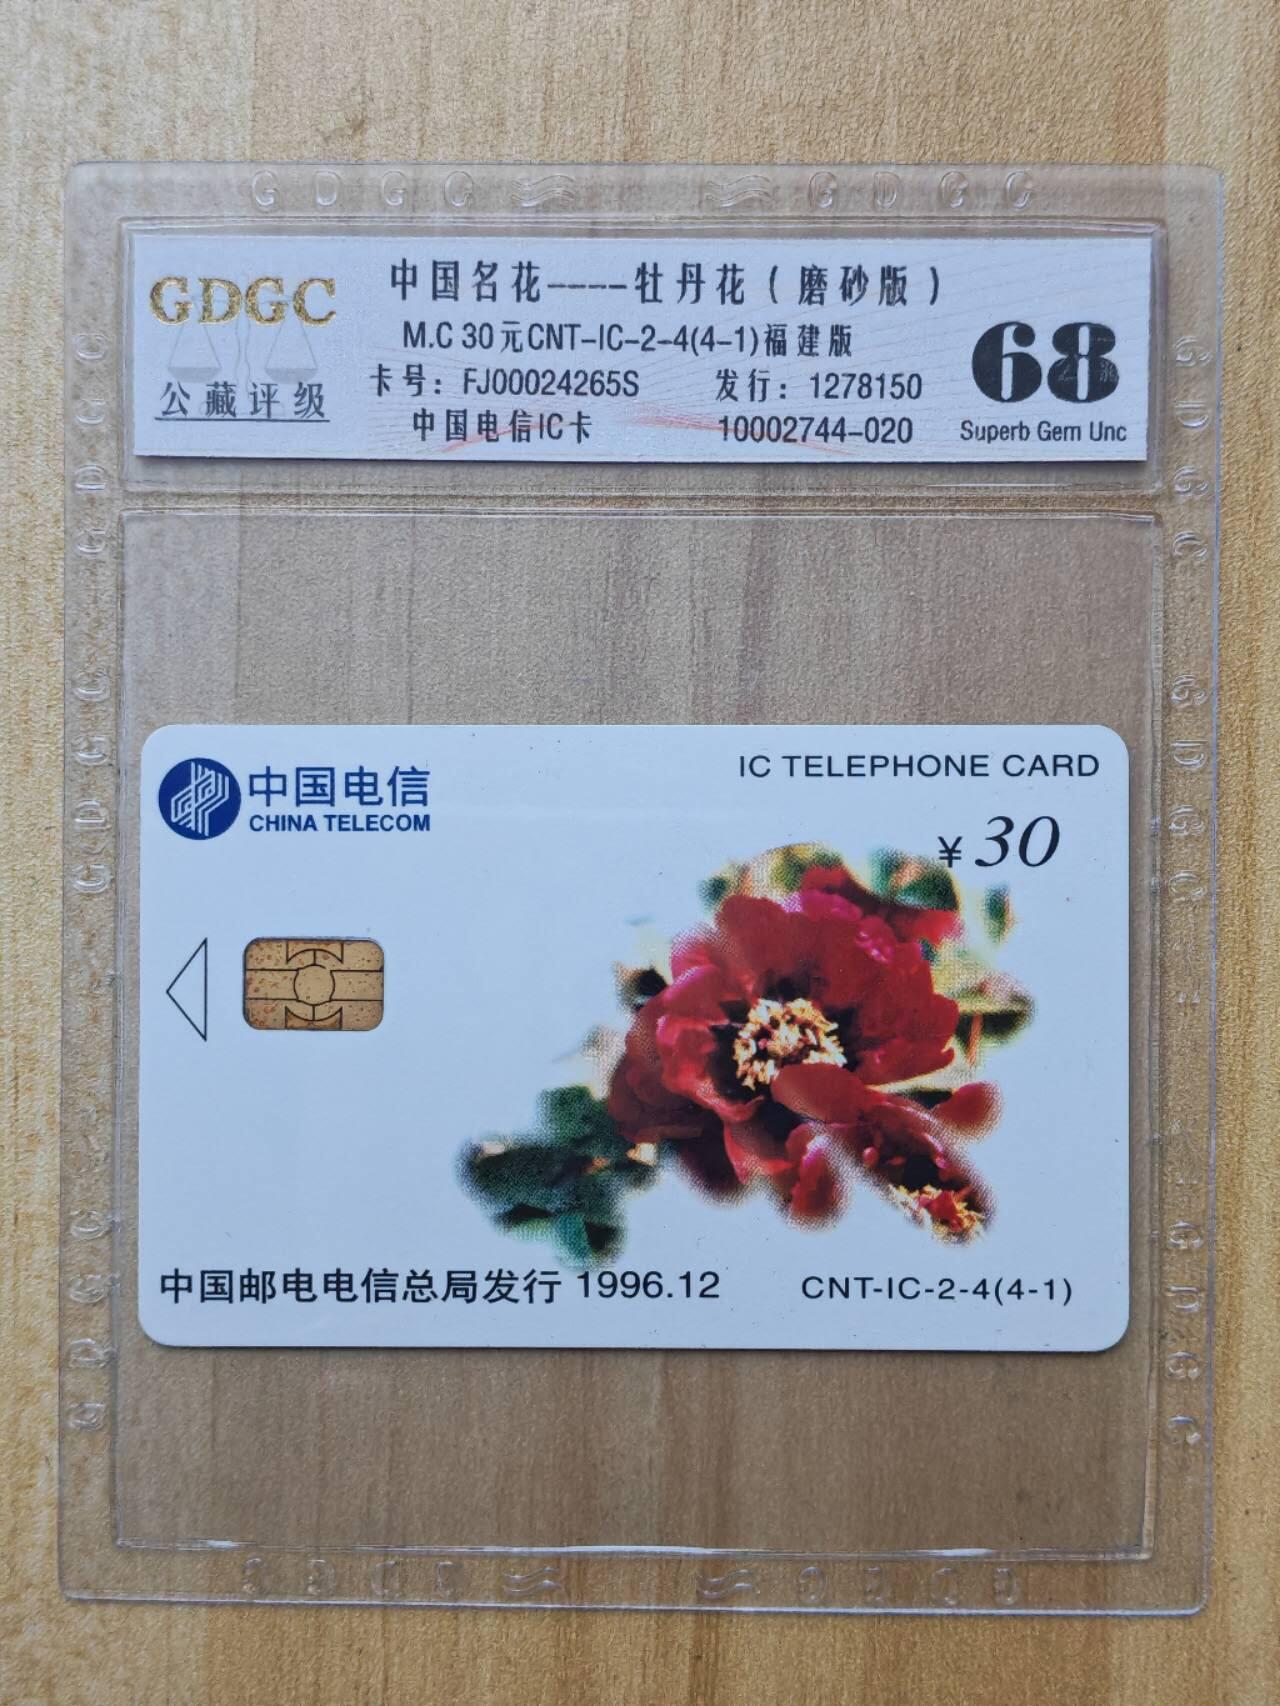 GDGC GDGC
GDGC
公藏评级
中国名花----牡丹花(磨砂版)
M.C 30元CNT-IC-2-4(4-1)福建版
卡号: FJ00024265S 发行: 1278150
中国电信IC卡 10002744-020
68
Superb Gem Unc
中国电信
CHINA TELECOM
IC TELEPHONE CARD
¥30
中国邮电电信总局发行 1996.12 CNT-IC-2-4(4-1)